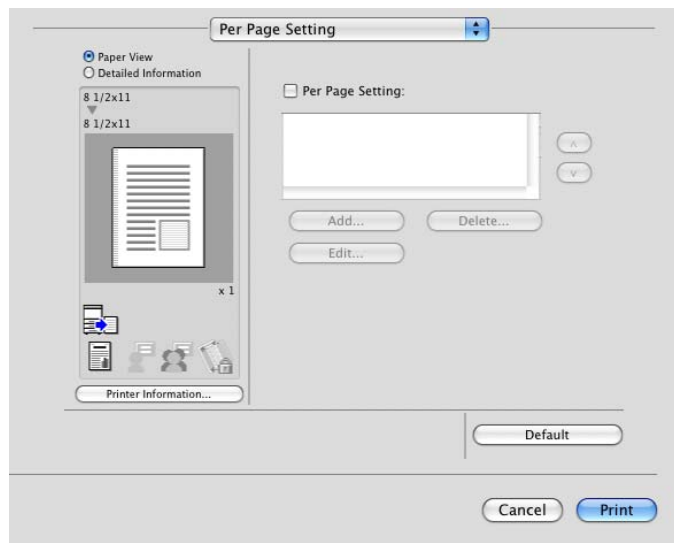 Per Page Setting
Paper View
Detailed Information
8 1/2x11
8 1/2x11
x 1
Printer Information...
Per Page Setting:
Add...
Delete...
Edit...
Default
Cancel
Print